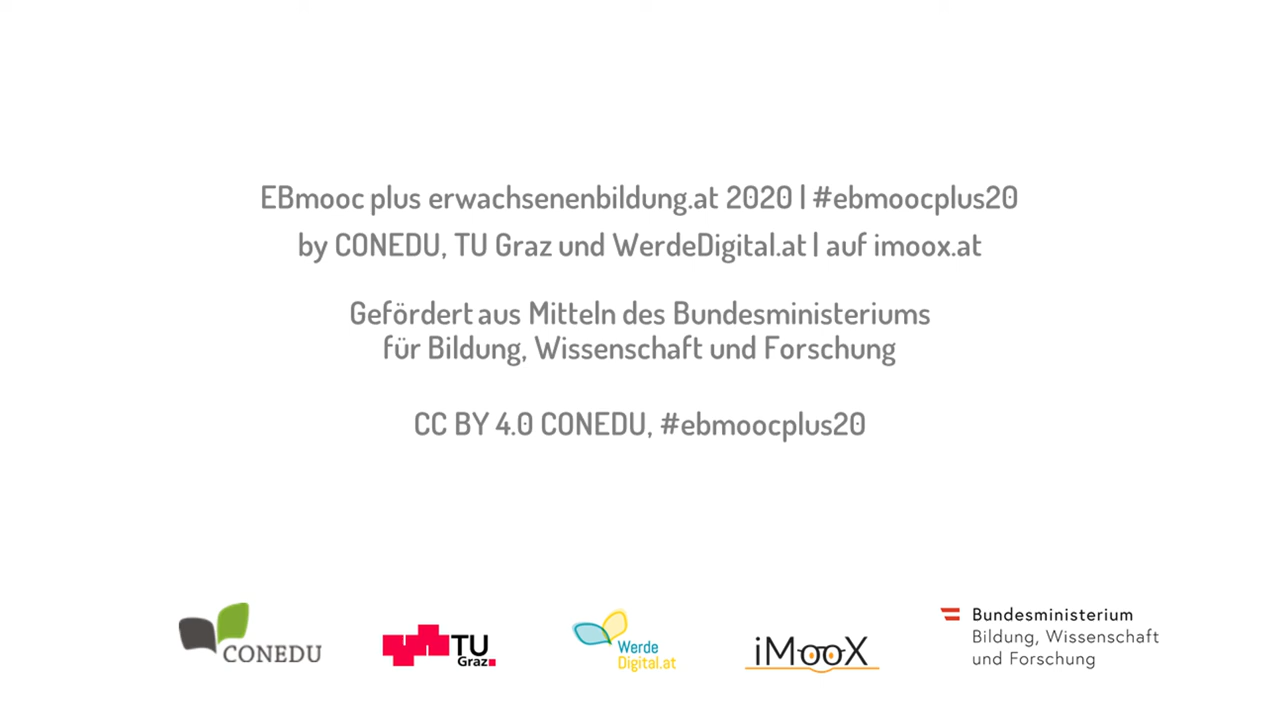 EBmooc plus erwachsenenbildung.at 2020 | #ebmoocplus20
by CONEDU, TU Graz und WerdeDigital.at | auf imoox.at
Gefördert aus Mitteln des Bundesministeriums
für Bildung, Wissenschaft und Forschung
CC BY 4.0 CONEDU, #ebmoocplus20
CONEDU
TU
Graz
Werde
Digital.at
iMooX
Bundesministerium
Bildung, Wissenschaft
und Forschung